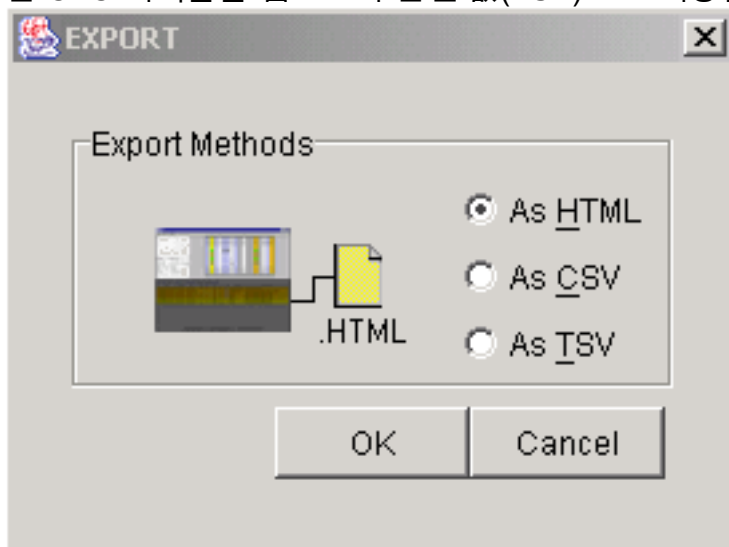 EXPORT
Export Methods
As HTML
As CSV
.HTML
As TSV
OK
Cancel